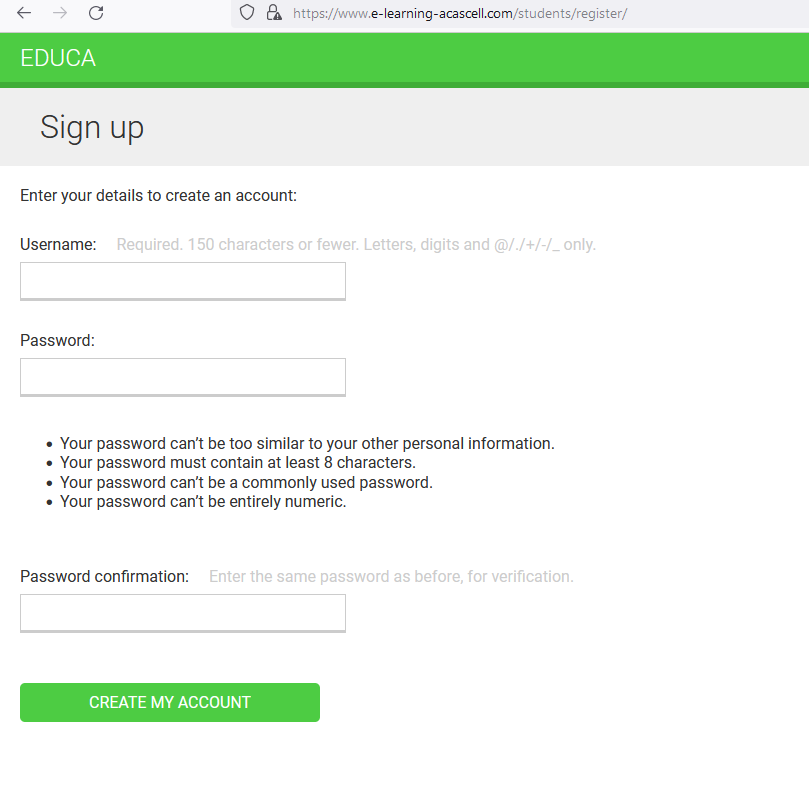 https://www.e-learning-acascell.com/students/register/
EDUCA
Sign up
Enter your details to create an account:
Username: Required. 150 characters or fewer. Letters, digits and @/./+/-/_ only.
Password:
Your password can’t be too similar to your other personal information.
Your password must contain at least 8 characters.
Your password can’t be a commonly used password.
Your password can’t be entirely numeric.
Password confirmation: Enter the same password as before, for verification.
CREATE MY ACCOUNT